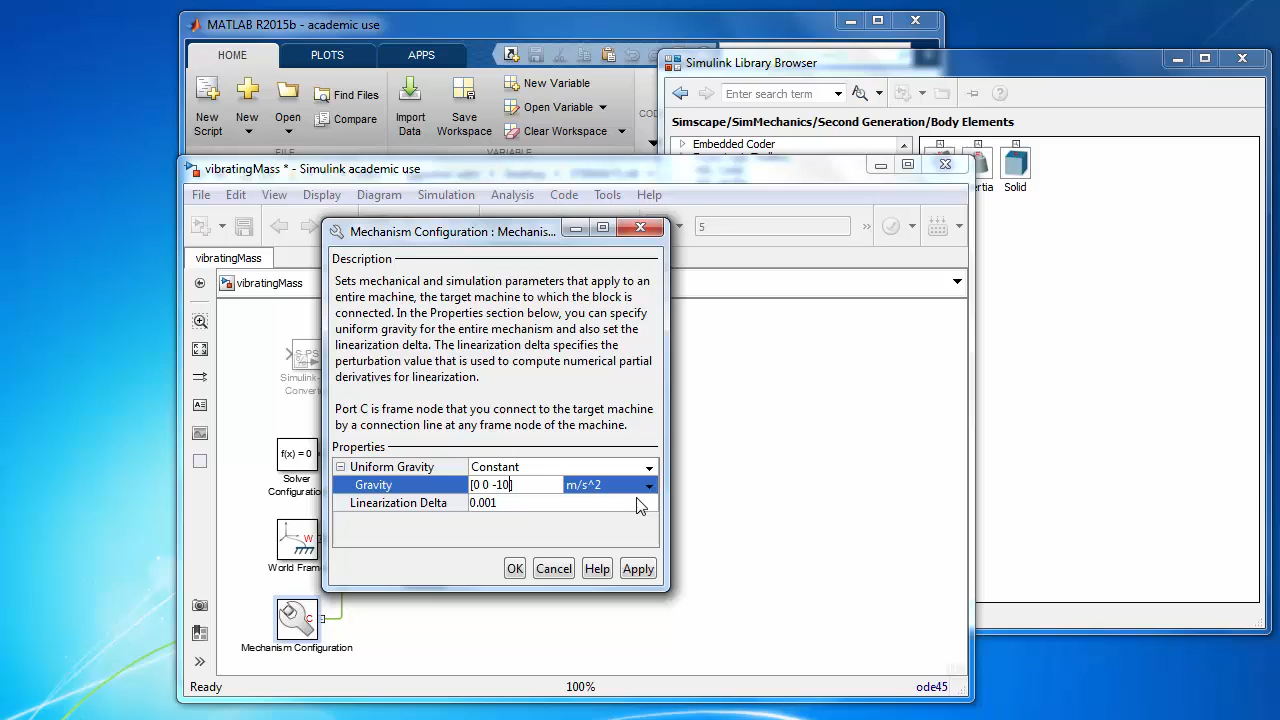 MATLAB R2015b - academic use
HOME
PLOTS
APPS
New Script
New
Open
Find Files
Compare
Import Data
Save Workspace
New Variable
Open Variable
Clear Workspace
FILE
VARIABLE
Simulink Library Browser
Enter search term
Simscape/SimMechanics/Second Generation/Body Elements
Embedded Coder
Solid
vibratingMass * - Simulink academic use
File Edit View Display Diagram Simulation Analysis Code Tools Help
5
vibratingMass
vibratingMass
f(x) = 0
Solver
W
C
Mechanism Configuration
Mechanism Configuration : Mechanis...
Description
Sets mechanical and simulation parameters that apply to an
entire machine, the target machine to which the block is
connected. In the Properties section below, you can specify
uniform gravity for the entire mechanism and also set the
linearization delta. The linearization delta specifies the
perturbation value that is used to compute numerical partial
derivatives for linearization.
Port C is frame node that you connect to the target machine
by a connection line at any frame node of the machine.
Properties
Uniform Gravity Constant
Gravity [0 0 -10] m/s^2
Linearization Delta 0.001
OK Cancel Help Apply
Ready 100% ode45